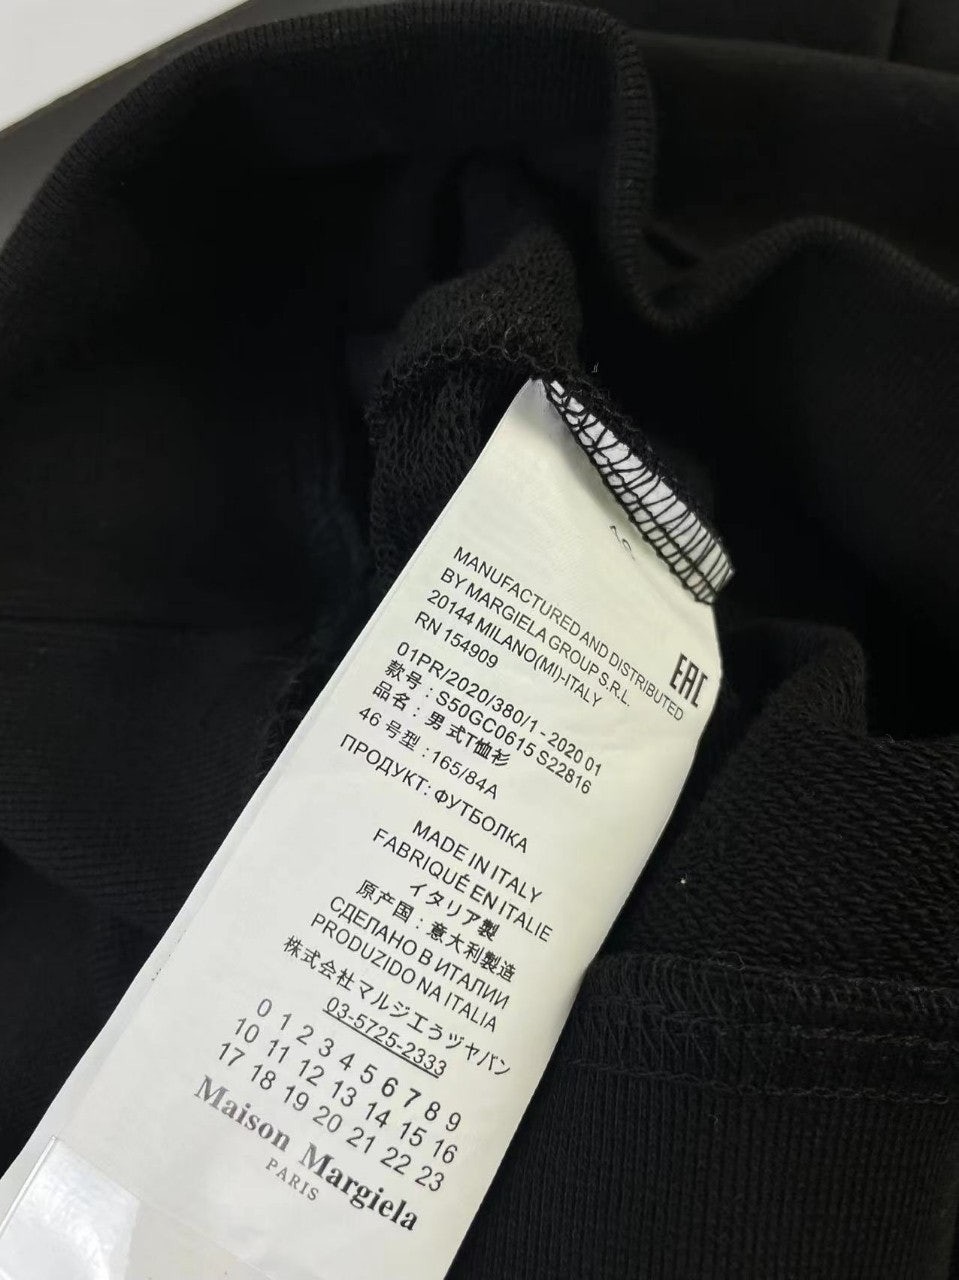 MANUFACTURED AND DISTRIBUTED
BY MARGIELA GROUP S.R.L.
20144 MILANO(MI)-ITALY
RN 154909
EAC
01PR/2020/380/1 - 2020 01
款号：S50GC0615 S22816
品名：男式T恤衫
46 号型：165/84A
ПРОДУКТ: ФУТБОЛКА
MADE IN ITALY
FABRIQUÉ EN ITALIE
イタリア製
原产国：意大利製造
СДЕЛАНО В ИТАЛИИ
PRODUZIDO NA ITALIA
株式会社マルジエラヅヤパン
03-5725-2333
0 1 2 3 4 5 6 7 8 9
10 11 12 13 14 15 16
17 18 19 20 21 22 23
Maison Margiela
PARIS